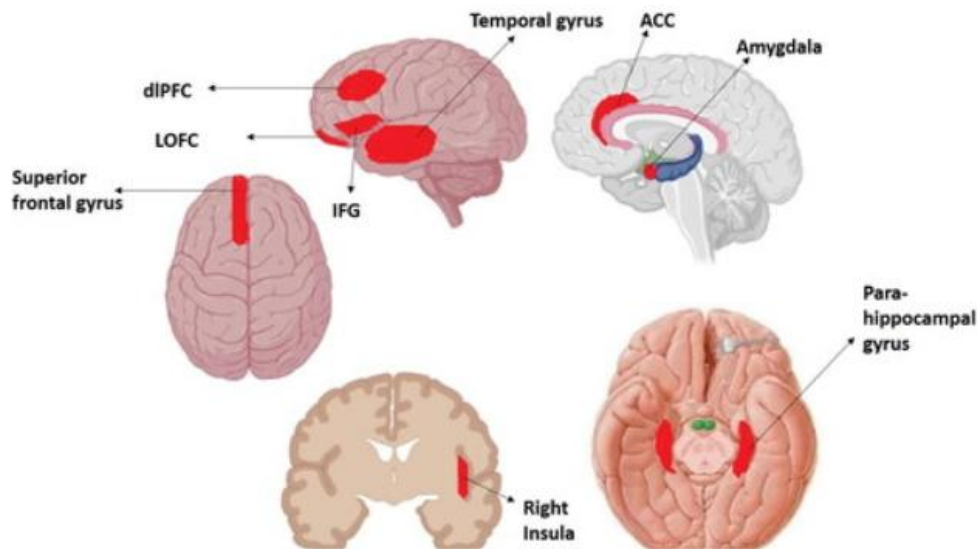 Temporal gyrus
ACC
Amygdala
dlPFC
LOFC
Superior
frontal gyrus
IFG
Para-
hippocampal
gyrus
Right
Insula